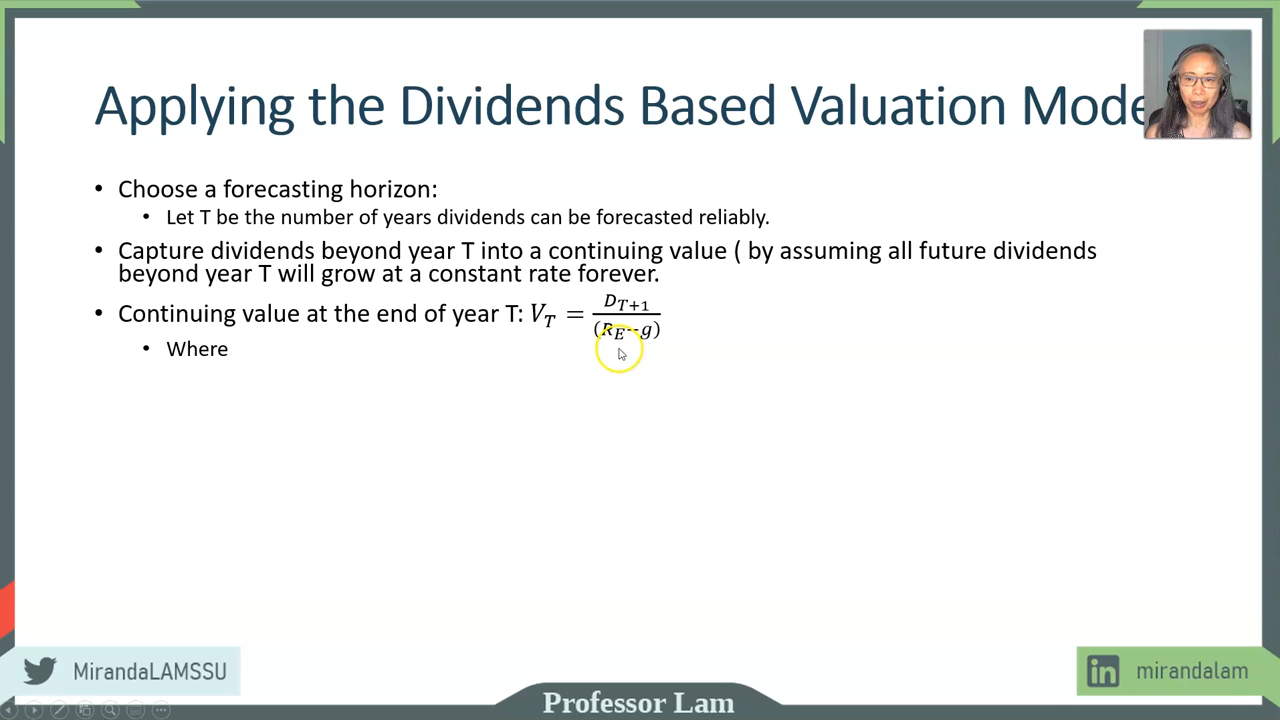 Applying the Dividends Based Valuation Mode
• Choose a forecasting horizon:
• Let T be the number of years dividends can be forecasted reliably.
• Capture dividends beyond year T into a continuing value ( by assuming all future dividends
beyond year T will grow at a constant rate forever.
• Continuing value at the end of year T: V_T = D_{T+1} / (R_E − g)
• Where
MirandaLAMSSU
in mirandalam
Professor Lam